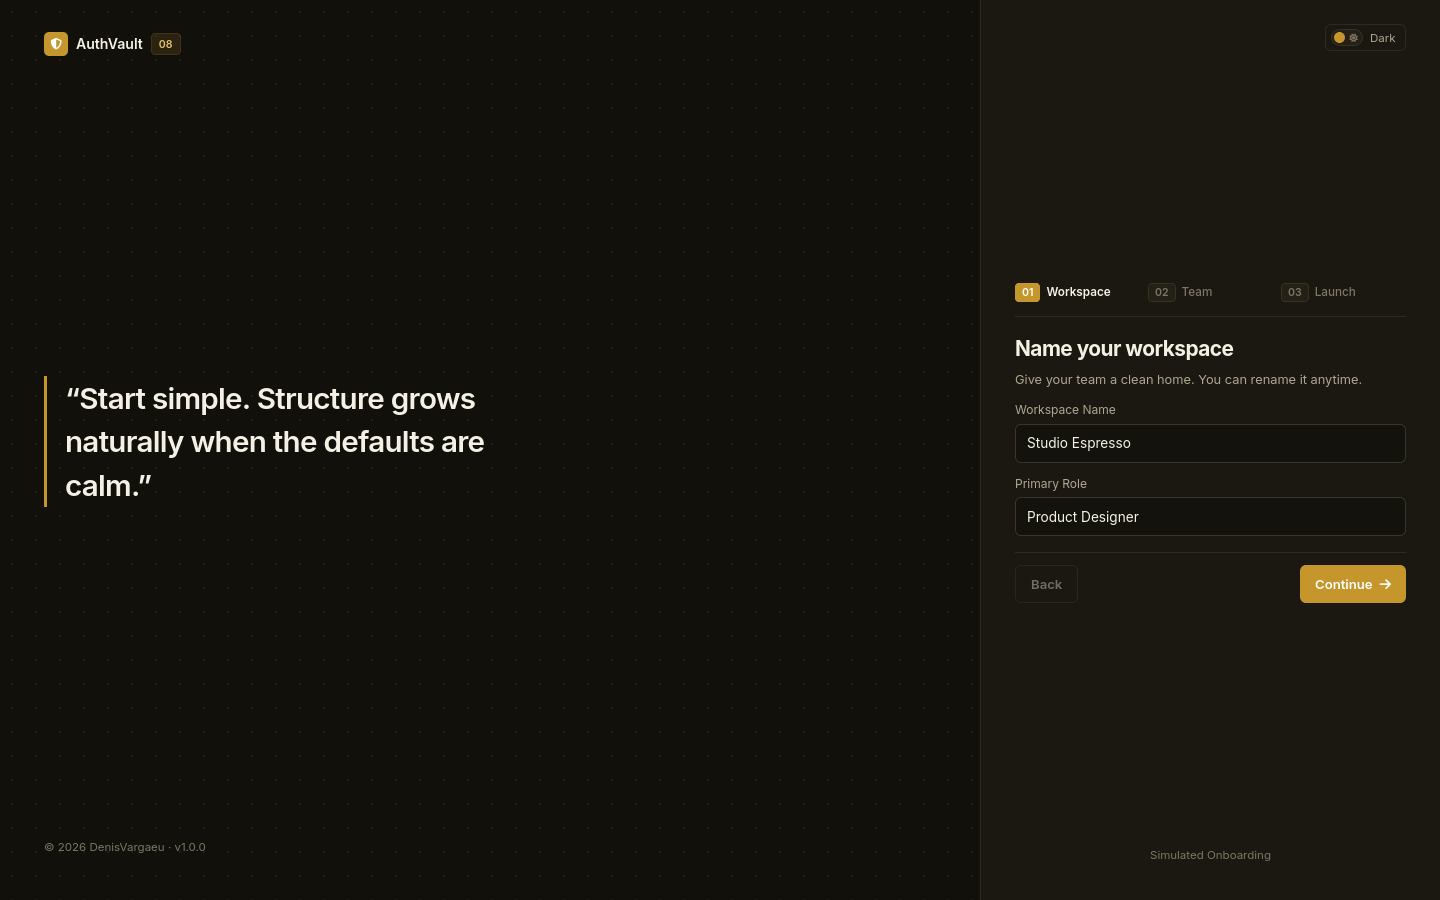 AuthVault 08
“Start simple. Structure grows
naturally when the defaults are
calm.”
© 2026 DenisVargaeu · v1.0.0
Dark
01 Workspace 02 Team 03 Launch
Name your workspace
Give your team a clean home. You can rename it anytime.
Workspace Name
Studio Espresso
Primary Role
Product Designer
Back Continue →
Simulated Onboarding